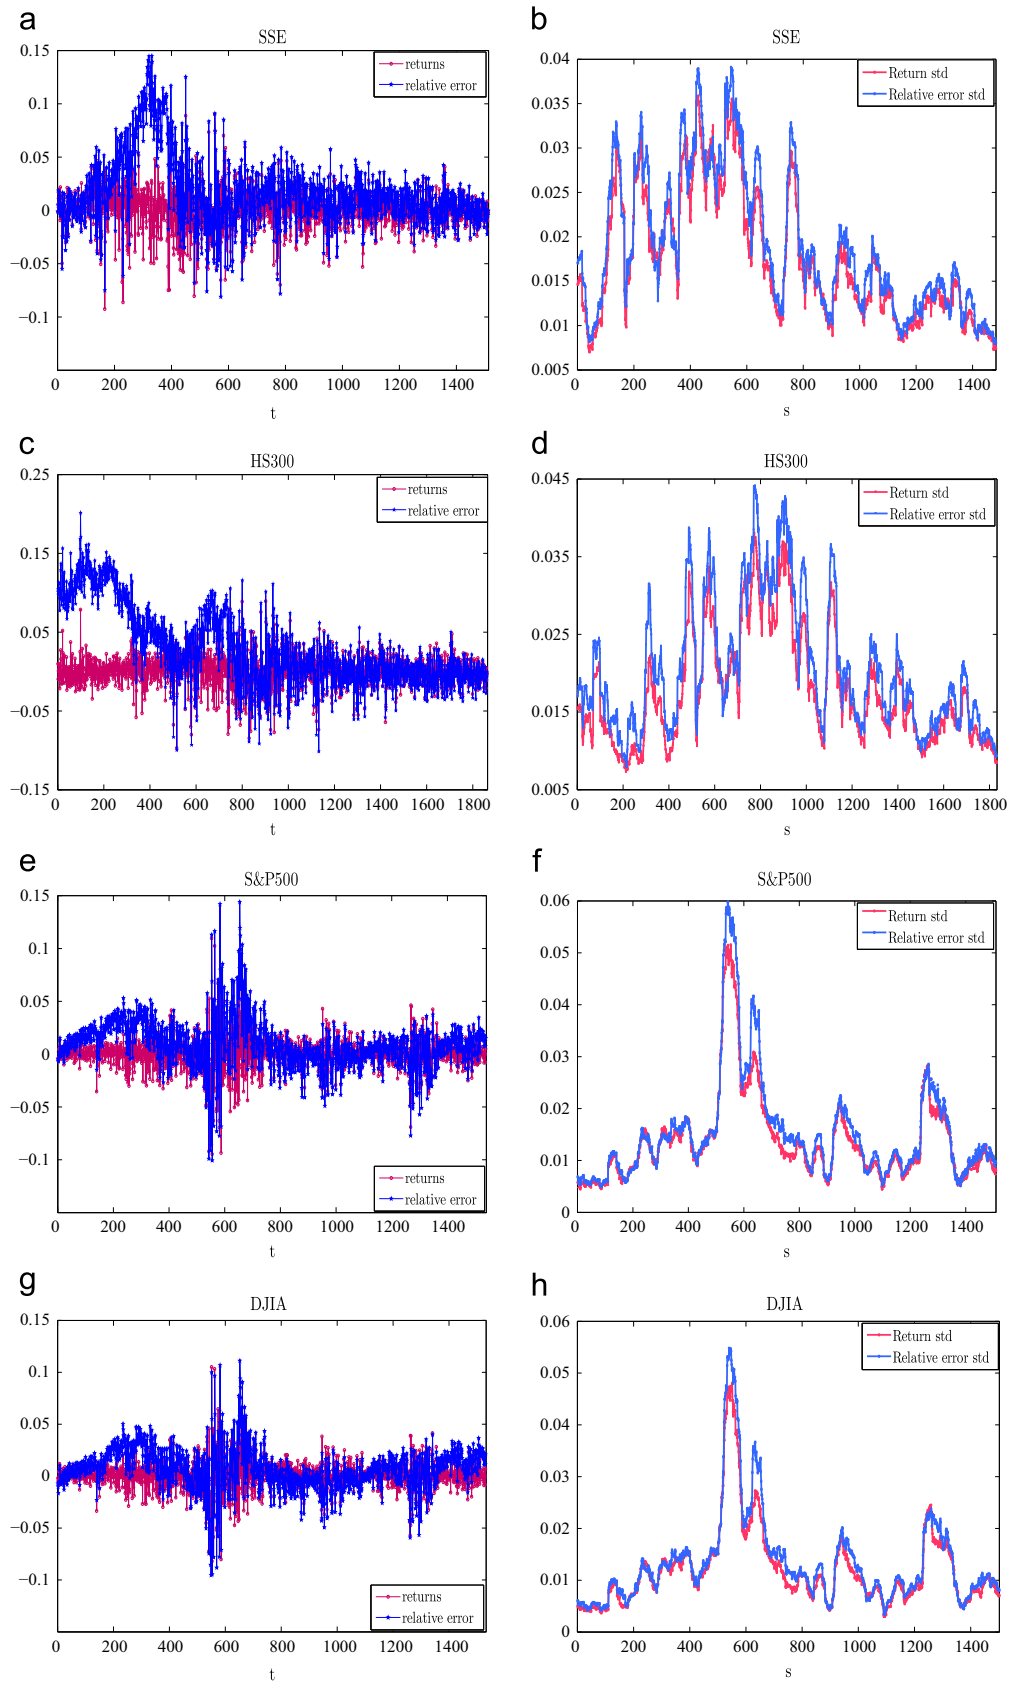 a
SSE
0.15
0.1
0.05
0
−0.05
−0.1
0 200 400 600 800 1000 1200 1400
t
returns
relative error
b
SSE
0.04
0.035
0.03
0.025
0.02
0.015
0.01
0.005
0 200 400 600 800 1000 1200 1400
s
Return std
Relative error std
c
HS300
0.25
0.15
0.05
−0.05
−0.15
0 200 400 600 800 1000 1200 1400 1600 1800
t
returns
relative error
d
HS300
0.045
0.035
0.025
0.015
0.005
200 400 600 800 1000 1200 1400 1600 1800
s
Return std
Relative error std
e
S&P500
0.15
0.1
0.05
0
−0.05
−0.1
0 200 400 600 800 1000 1200 1400
t
returns
relative error
f
S&P500
0.06
0.05
0.04
0.03
0.02
0.01
0
0 200 400 600 800 1000 1200 1400
s
Return std
Relative error std
g
DJIA
0.15
0.1
0.05
0
−0.05
−0.1
0 200 400 600 800 1000 1200 1400
t
returns
relative error
h
DJIA
0.06
0.05
0.04
0.03
0.02
0.01
0
0 200 400 600 800 1000 1200 1400
s
Return std
Relative error std